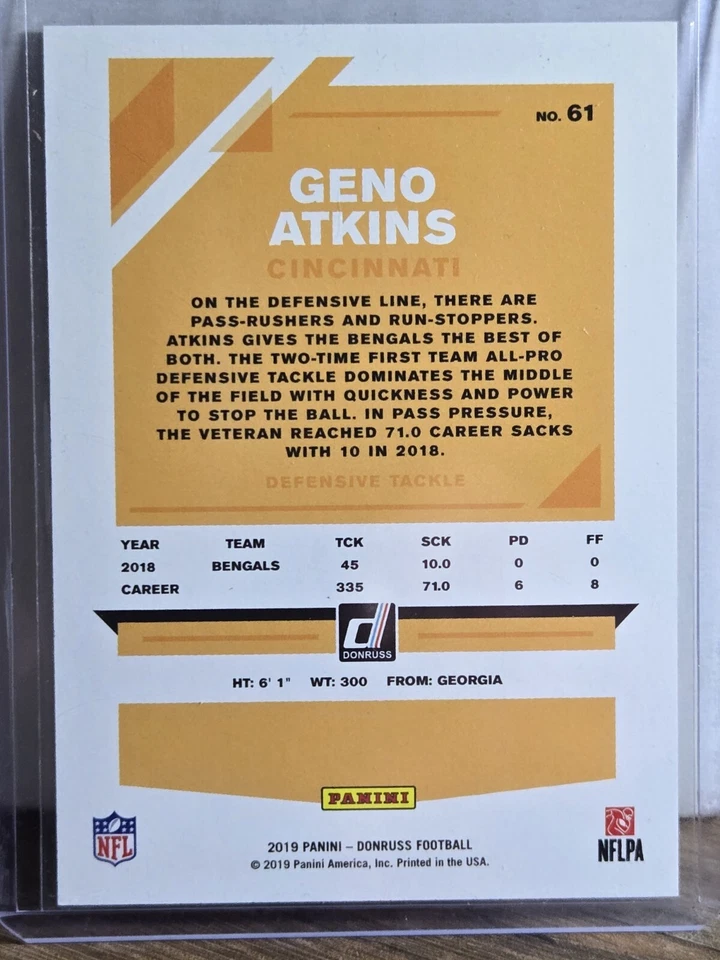 NO. 61
GENO
ATKINS
CINCINNATI
ON THE DEFENSIVE LINE, THERE ARE
PASS-RUSHERS AND RUN-STOPPERS.
ATKINS GIVES THE BENGALS THE BEST OF
BOTH. THE TWO-TIME FIRST TEAM ALL-PRO
DEFENSIVE TACKLE DOMINATES THE MIDDLE
OF THE FIELD WITH QUICKNESS AND POWER
TO STOP THE BALL. IN PASS PRESSURE,
THE VETERAN REACHED 71.0 CAREER SACKS
WITH 10 IN 2018.
DEFENSIVE TACKLE
YEAR TEAM TCK SCK PD FF
2018 BENGALS 45 10.0 0 0
CAREER 335 71.0 6 8
DONRUSS
HT: 6' 1" WT: 300 FROM: GEORGIA
PANINI
NFL
2019 PANINI – DONRUSS FOOTBALL
© 2019 Panini America, Inc. Printed in the USA.
NFLPA